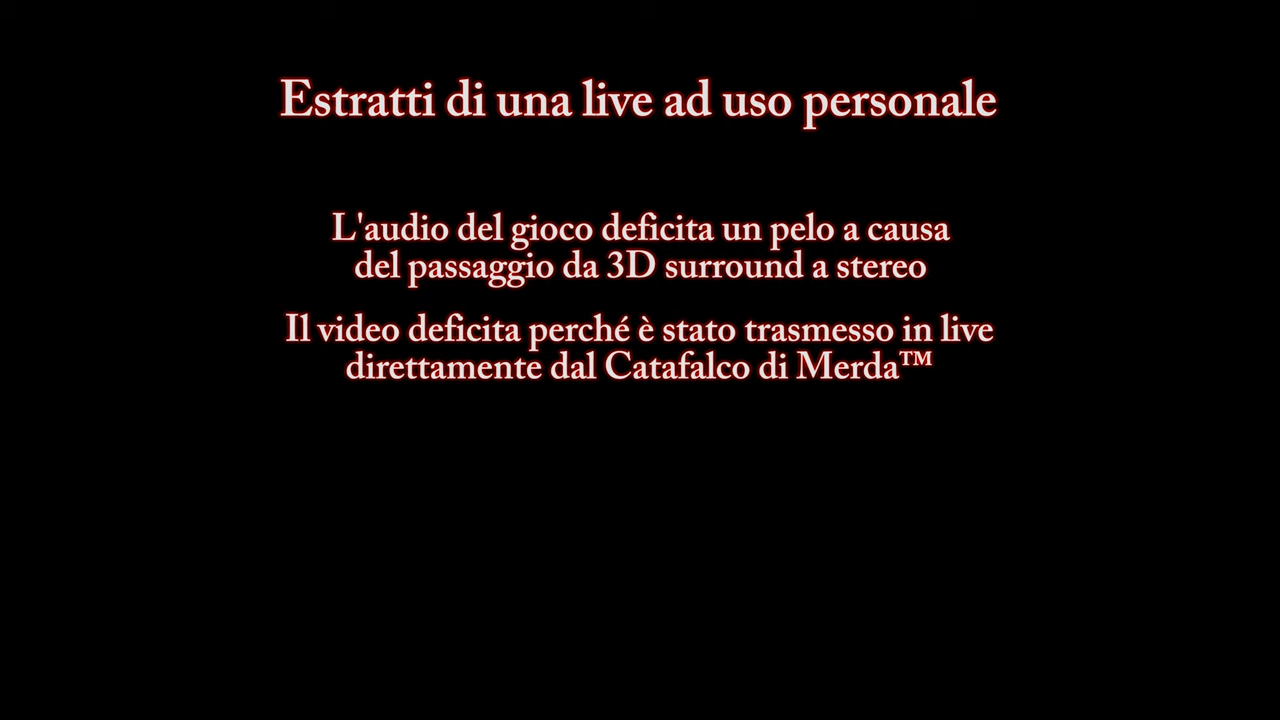 Estratti di una live ad uso personale
L'audio del gioco deficita un pelo a causa
del passaggio da 3D surround a stereo
Il video deficita perché è stato trasmesso in live
direttamente dal Catafalco di Merda™